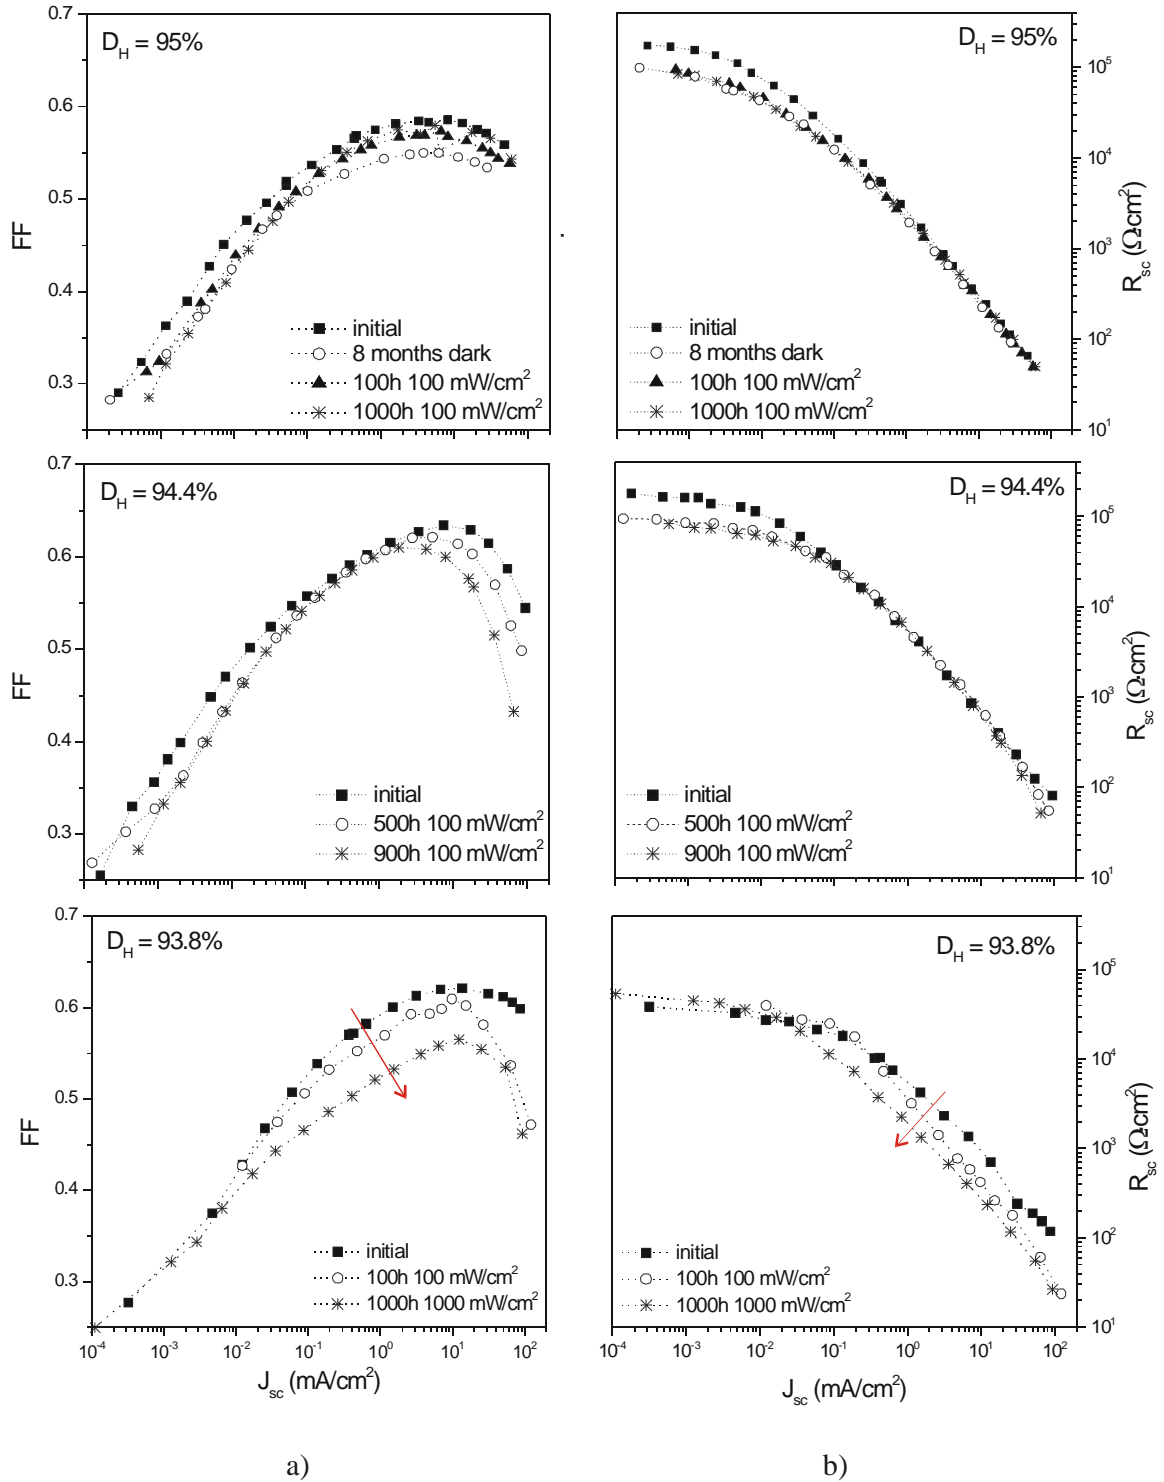 0.7
0.6
0.5
0.4
0.3
FF
D_H = 95%
initial
8 months dark
100h 100 mW/cm²
1000h 100 mW/cm²
D_H = 95%
initial
8 months dark
100h 100 mW/cm²
1000h 100 mW/cm²
10⁵
10⁴
10³
10²
10¹
R_sc (Ω·cm²)
0.7
0.6
0.5
0.4
0.3
FF
D_H = 94.4%
initial
500h 100 mW/cm²
900h 100 mW/cm²
D_H = 94.4%
initial
500h 100 mW/cm²
900h 100 mW/cm²
10⁵
10⁴
10³
10²
10¹
R_sc (Ω·cm²)
0.7
0.6
0.5
0.4
0.3
FF
D_H = 93.8%
initial
100h 100 mW/cm²
1000h 1000 mW/cm²
10⁻⁴ 10⁻³ 10⁻² 10⁻¹ 10⁰ 10¹ 10²
J_sc (mA/cm²)
D_H = 93.8%
initial
100h 100 mW/cm²
1000h 1000 mW/cm²
10⁵
10⁴
10³
10²
10¹
R_sc (Ω·cm²)
10⁻⁴ 10⁻³ 10⁻² 10⁻¹ 10⁰ 10¹ 10²
J_sc (mA/cm²)
a)
b)